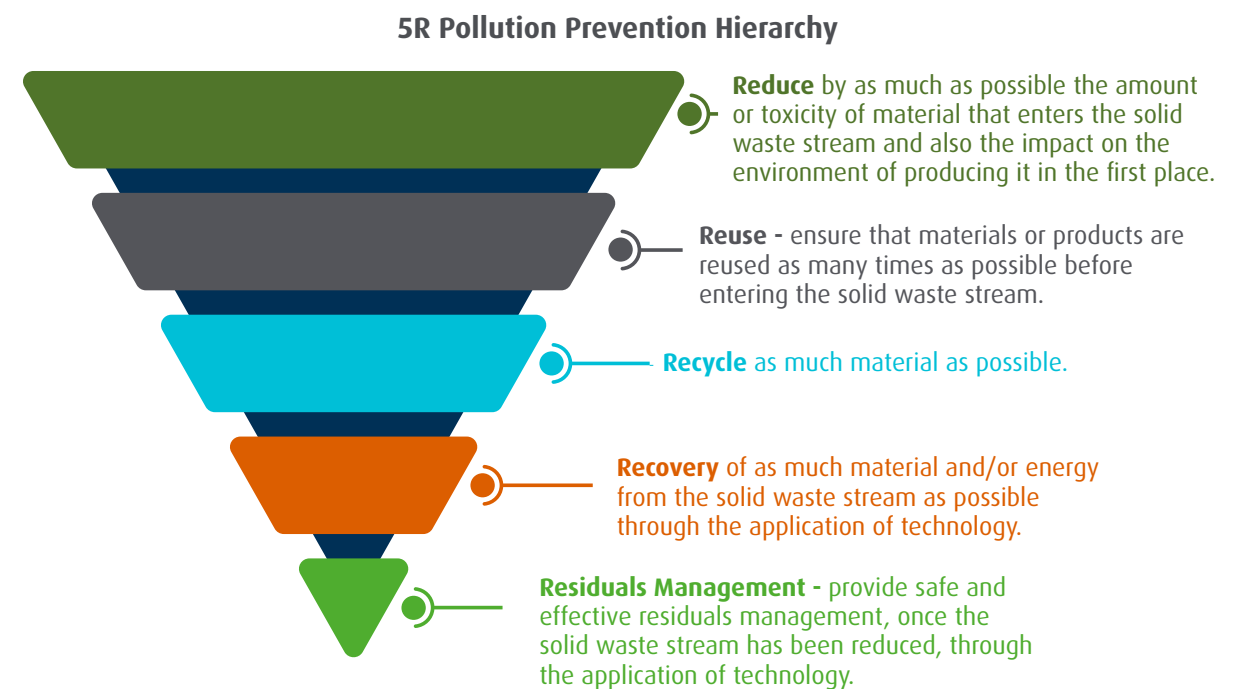 5R Pollution Prevention Hierarchy
Reduce by as much as possible the amount
or toxicity of material that enters the solid
waste stream and also the impact on the
environment of producing it in the first place.
Reuse - ensure that materials or products are
reused as many times as possible before
entering the solid waste stream.
Recycle as much material as possible.
Recovery of as much material and/or energy
from the solid waste stream as possible
through the application of technology.
Residuals Management - provide safe and
effective residuals management, once the
solid waste stream has been reduced, through
the application of technology.